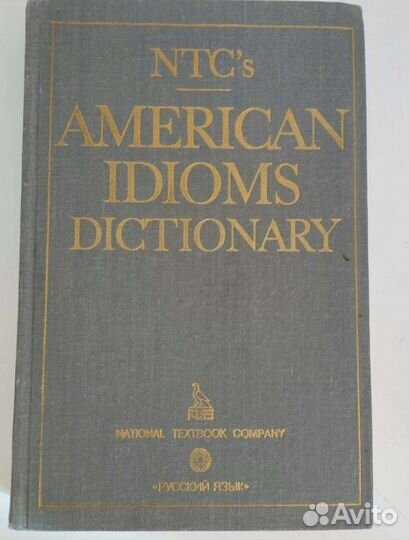 NTC's
AMERICAN
IDIOMS
DICTIONARY
NATIONAL TEXTBOOK COMPANY
«РУССКИЙ ЯЗЫК»
Avito